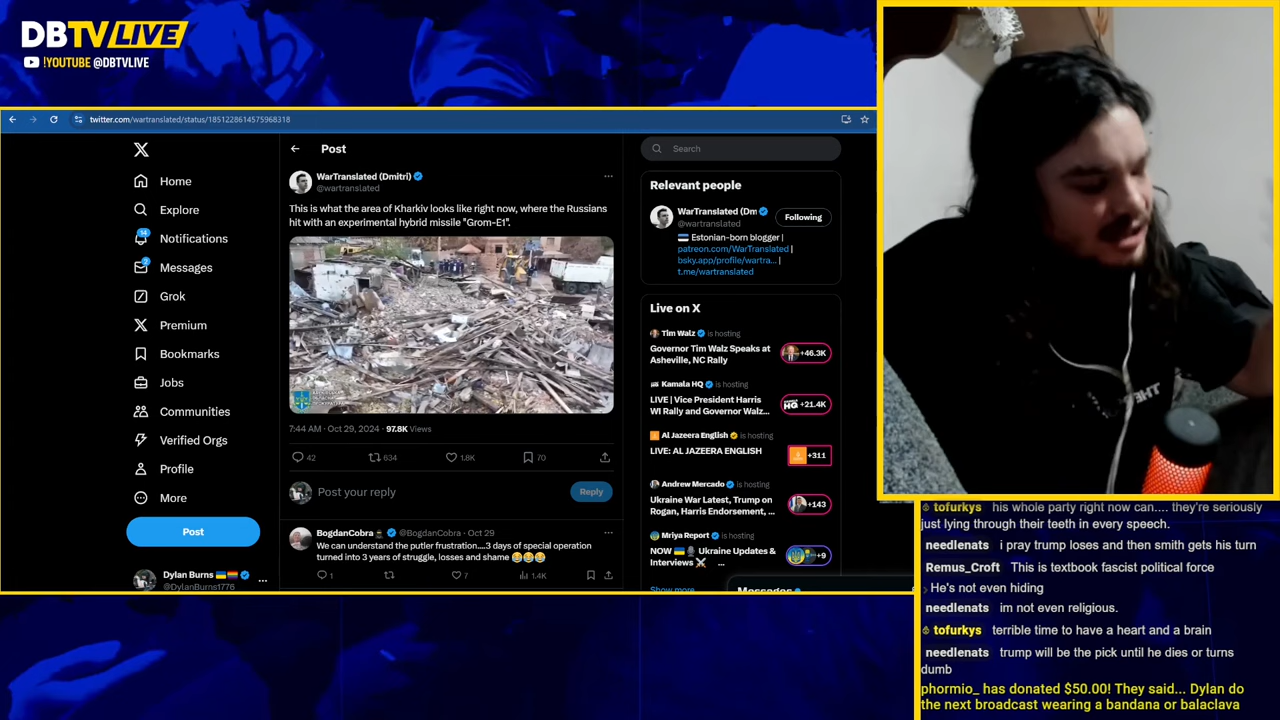 DBTV LIVE
!YOUTUBE @DBTVLIVE
twitter.com/wartranslated/status/1851228614575968318
Home
Explore
14
Notifications
2
Messages
Grok
Premium
Bookmarks
Jobs
Communities
Verified Orgs
Profile
More
Post
Dylan Burns
@DylanBurns1776
Post
WarTranslated (Dmitri)
@wartranslated
This is what the area of Kharkiv looks like right now, where the Russians
hit with an experimental hybrid missile "Grom-E1".
7:44 AM · Oct 29, 2024 · 97.8K Views
42
634
1.8K
70
Post your reply
Reply
BogdanCobra @BogdanCobra · Oct 29
We can understand the putler frustration....3 days of special operation
turned into 3 years of struggle, losses and shame
1
7
1.4K
Search
Relevant people
WarTranslated (Dm
@wartranslated
Following
Estonian-born blogger |
patreon.com/WarTranslated |
bsky.app/profile/wartra... |
t.me/wartranslated
Live on X
Tim Walz is hosting
Governor Tim Walz Speaks at
Asheville, NC Rally
+46.3K
Kamala HQ is hosting
LIVE | Vice President Harris
WI Rally and Governor Walz...
HQ +21.4K
Al Jazeera English is hosting
LIVE: AL JAZEERA ENGLISH
+311
Andrew Mercado is hosting
Ukraine War Latest, Trump on
Rogan, Harris Endorsement, ...
+143
Mriya Report is hosting
NOW Ukraine Updates &
Interviews
+9
Show more
Messages
tofurkys his whole party right now can.... they're seriously
just lying through their teeth in every speech.
needlenats i pray trump loses and then smith gets his turn
Remus_Croft This is textbook fascist political force
He's not even hiding
needlenats im not even religious.
tofurkys terrible time to have a heart and a brain
needlenats trump will be the pick until he dies or turns
dumb
phormio_ has donated $50.00! They said... Dylan do
the next broadcast wearing a bandana or balaclava